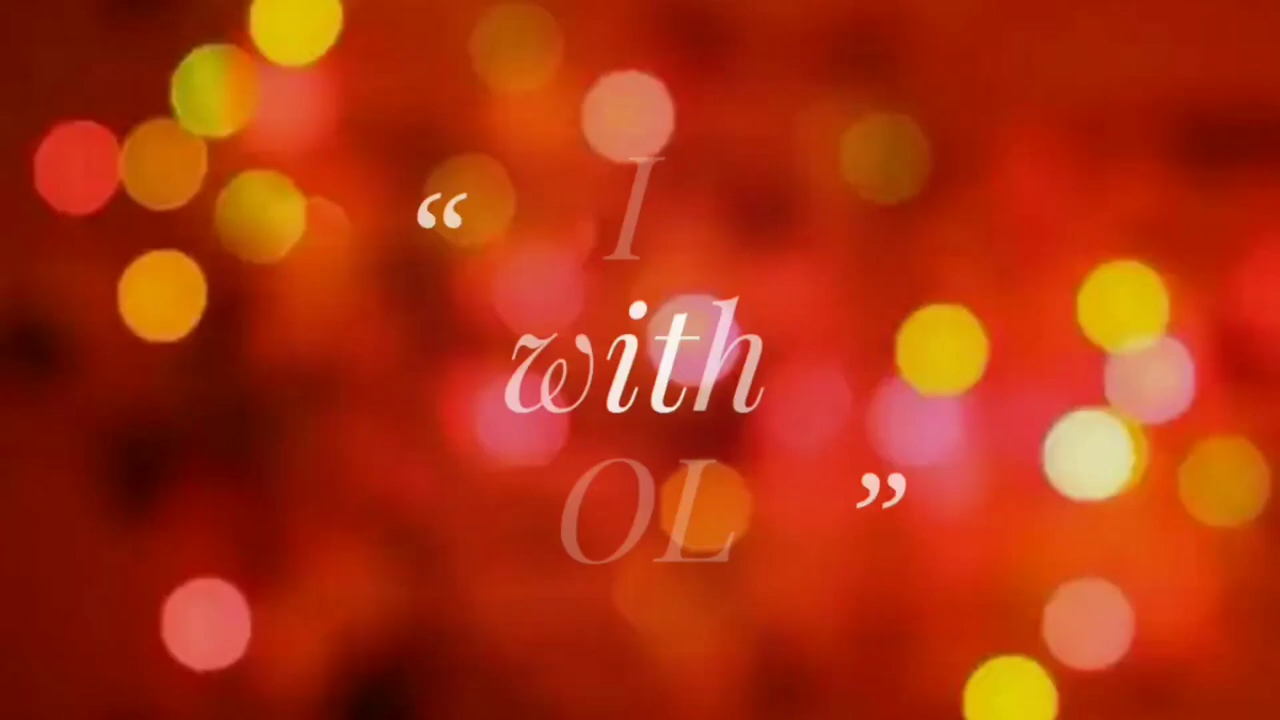 “ I
with
OL ”